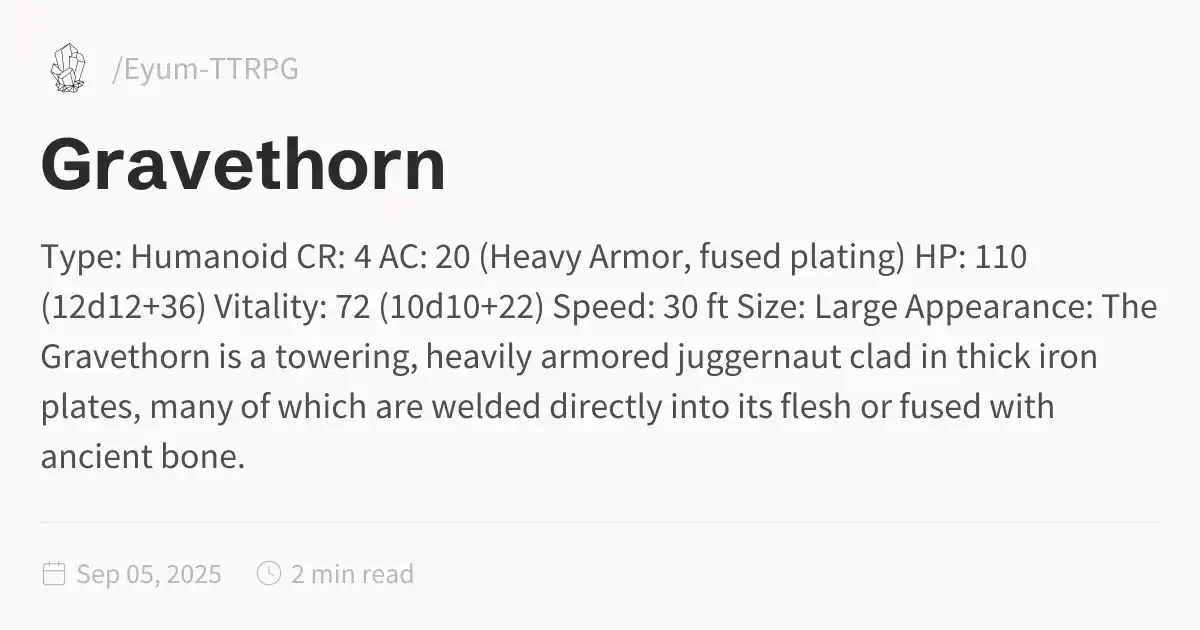 /Eyum-TTRPG
Gravethorn
Type: Humanoid CR: 4 AC: 20 (Heavy Armor, fused plating) HP: 110
(12d12+36) Vitality: 72 (10d10+22) Speed: 30 ft Size: Large Appearance: The
Gravethorn is a towering, heavily armored juggernaut clad in thick iron
plates, many of which are welded directly into its flesh or fused with
ancient bone.
Sep 05, 2025 2 min read